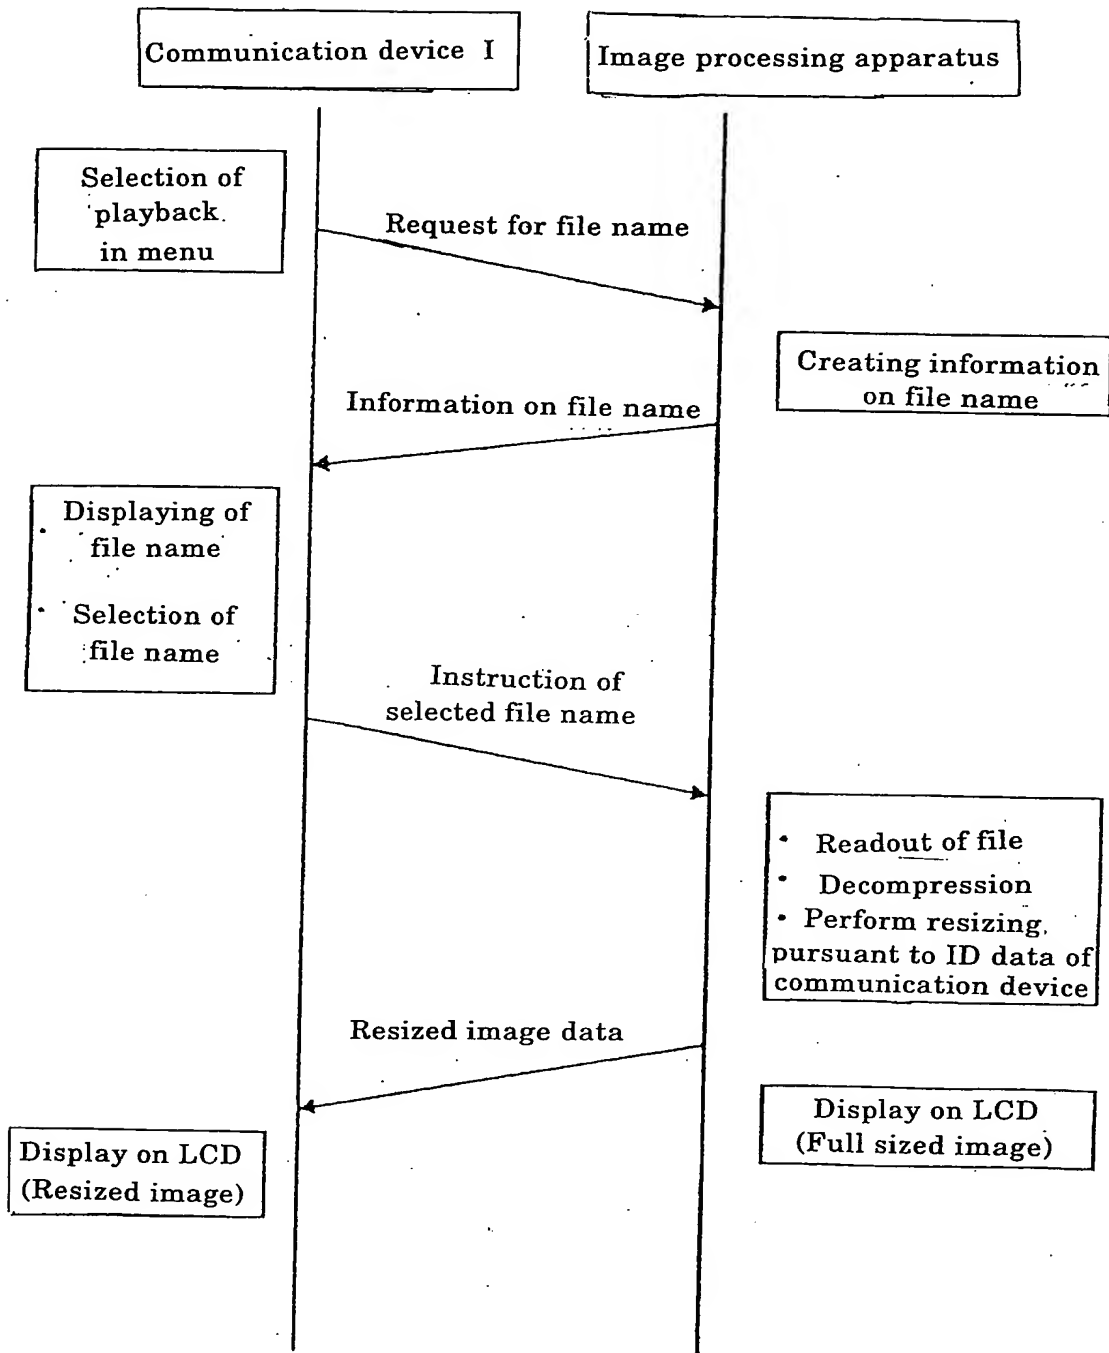 Communication device I
Image processing apparatus
Selection of
playback.
in menu
Request for file name
Creating information
on file name
Information on file name
Displaying of
file name
• Selection of
file name
Instruction of
selected file name
• Readout of file
• Decompression
• Perform resizing,
pursuant to ID data of
communication device
Resized image data
Display on LCD
(Full sized image)
Display on LCD
(Resized image)